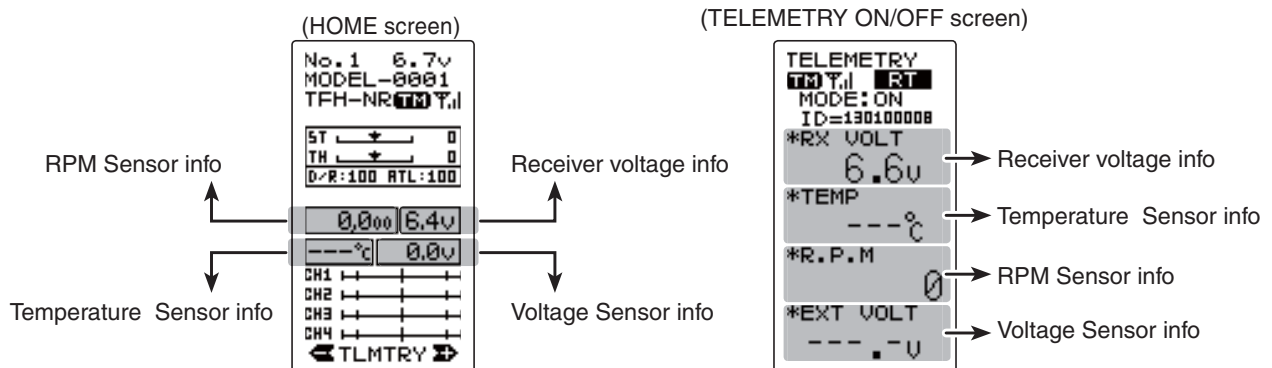 (HOME screen)
No.1 6.7v
MODEL-0001
TFH-NR TM
ST 0
TH 0
D/R:100 ATL:100
0,000 6.4v
---°C 0.0v
CH1
CH2
CH3
CH4
TLMTRY
RPM Sensor info
Temperature Sensor info
Receiver voltage info
Voltage Sensor info
(TELEMETRY ON/OFF screen)
TELEMETRY
TM RT
MODE:ON
ID=130100008
*RX VOLT
6.6v
*TEMP
---°C
*R.P.M
0
*EXT VOLT
---.-v
Receiver voltage info
Temperature Sensor info
RPM Sensor info
Voltage Sensor info